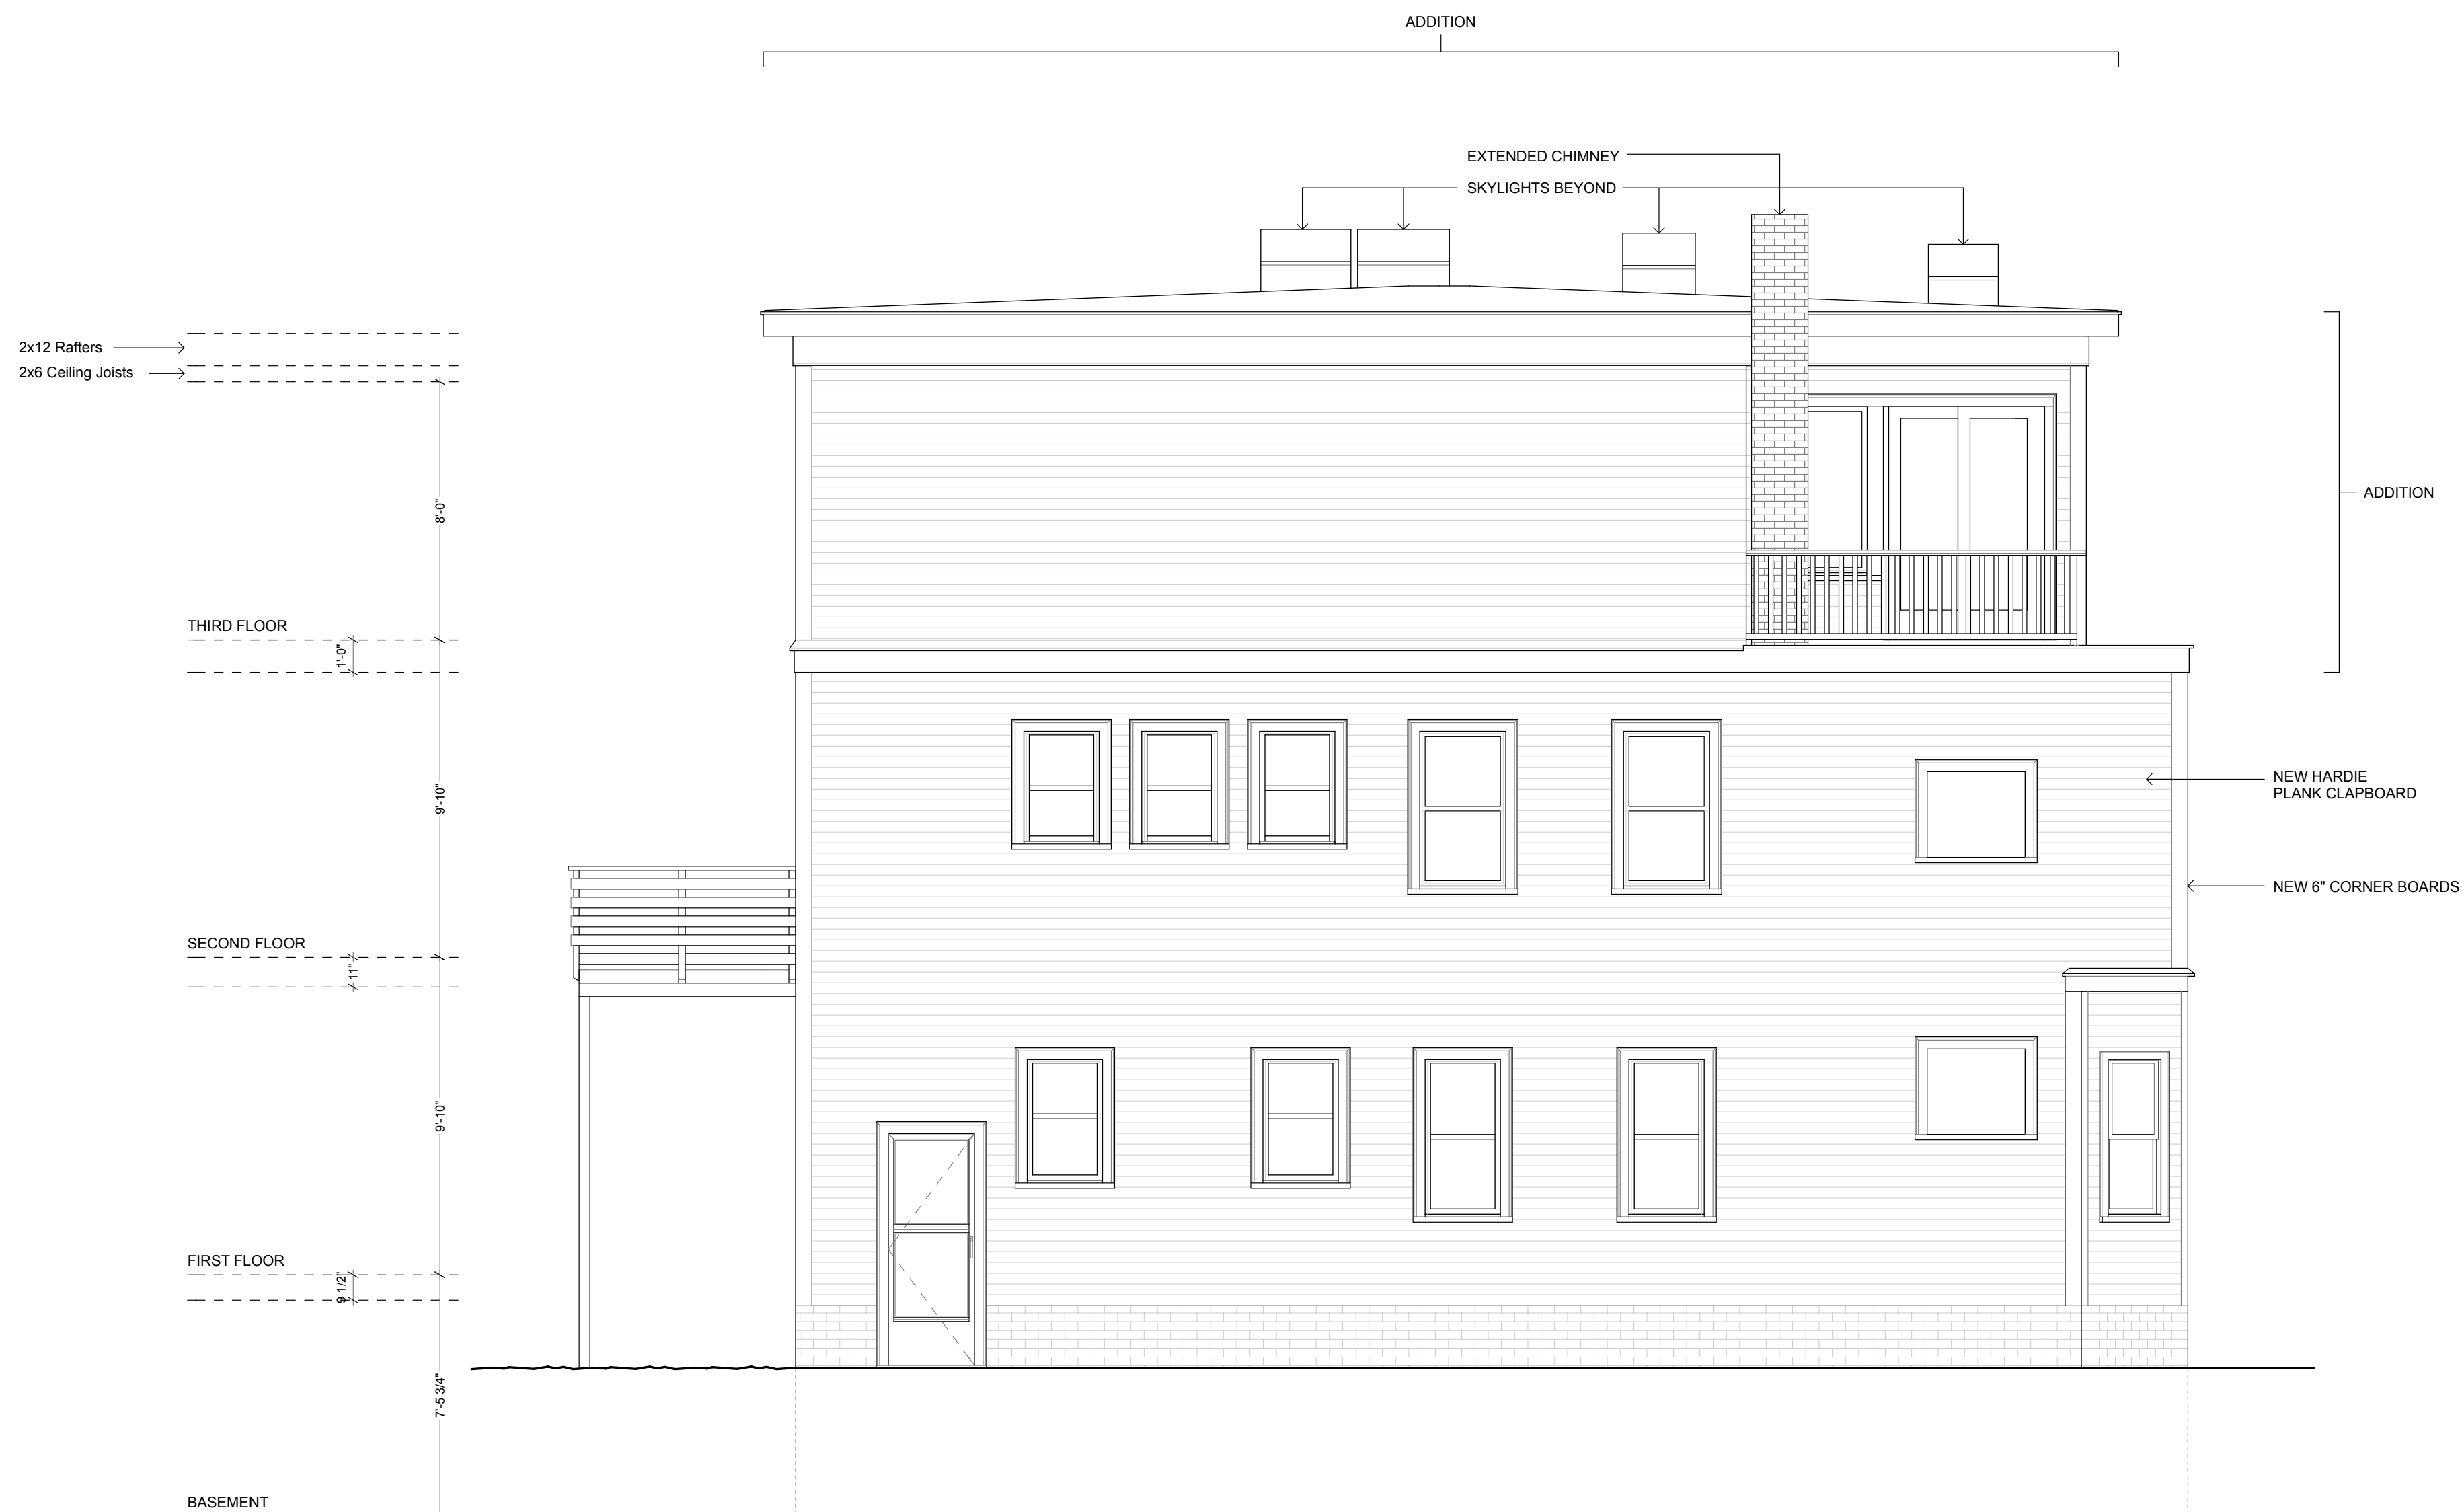 ADDITION
EXTENDED CHIMNEY
SKYLIGHTS BEYOND
2x12 Rafters
2x6 Ceiling Joists
8'-0"
ADDITION
THIRD FLOOR
1'-0"
9'-10"
NEW HARDIE
PLANK CLAPBOARD
NEW 6" CORNER BOARDS
SECOND FLOOR
11"
9'-10"
FIRST FLOOR
9 1/2"
7'-5 3/4"
BASEMENT